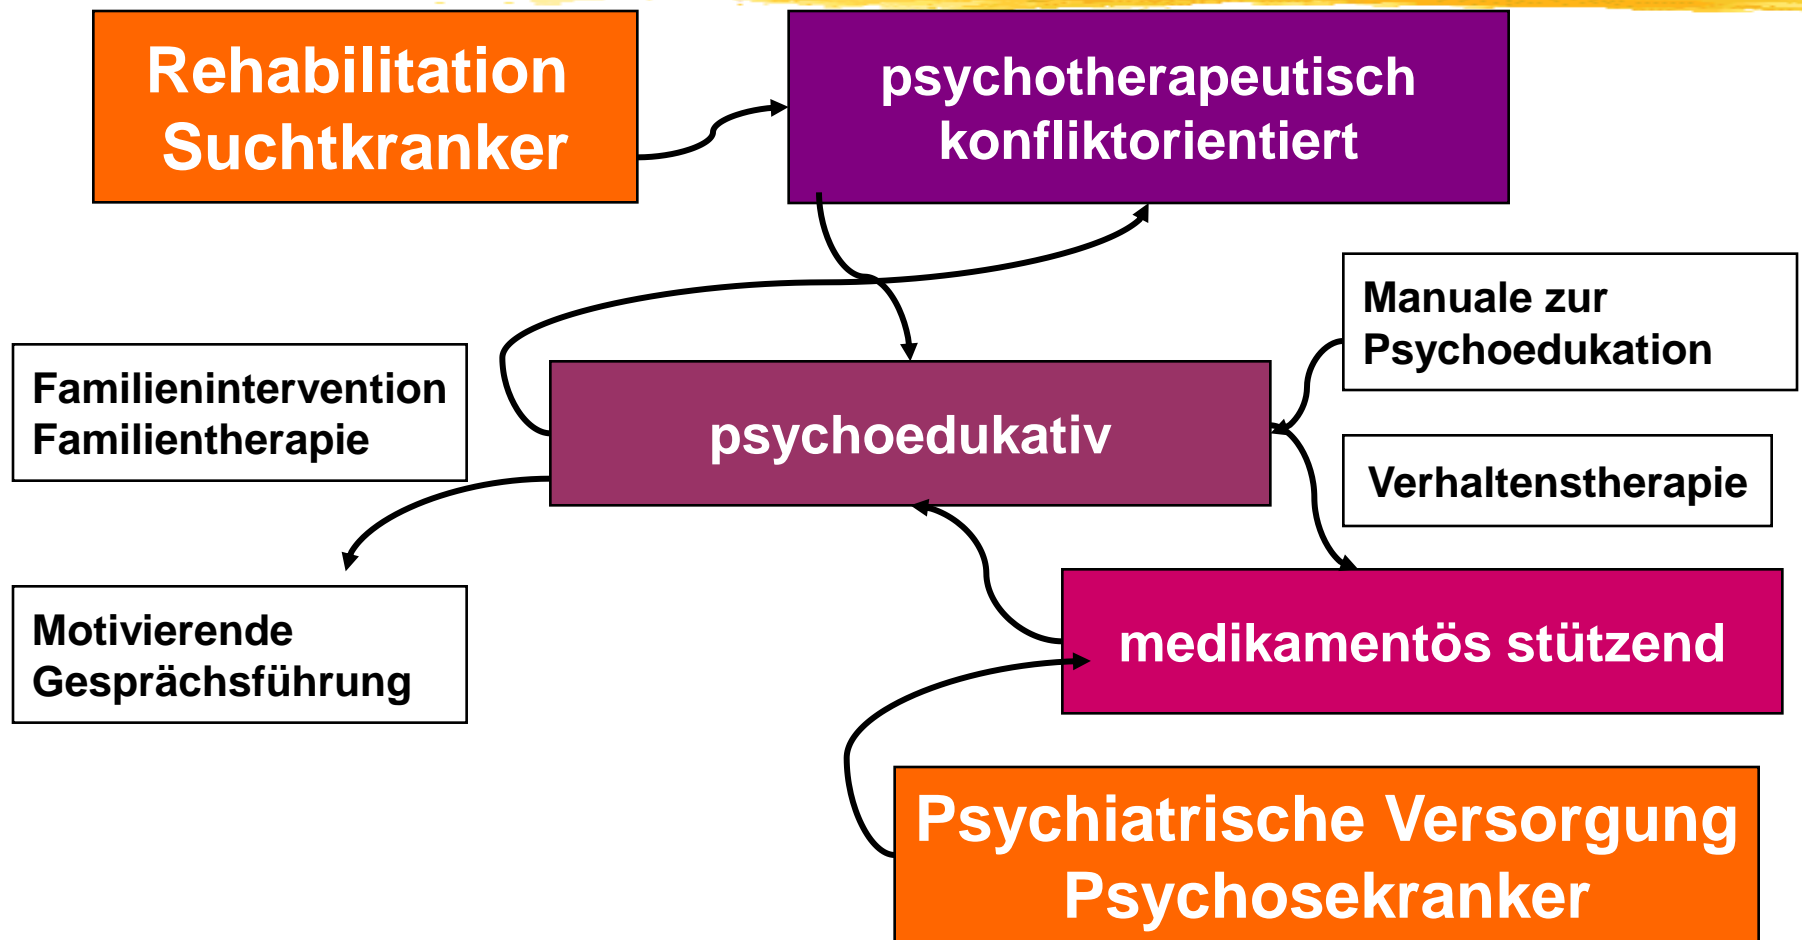 Rehabilitation
Suchtkranker
psychotherapeutisch
konfliktorientiert
Manuale zur
Psychoedukation
Familienintervention
Familientherapie
psychoedukativ
Verhaltenstherapie
Motivierende
Gesprächsführung
medikamentös stützend
Psychiatrische Versorgung
Psychosekranker